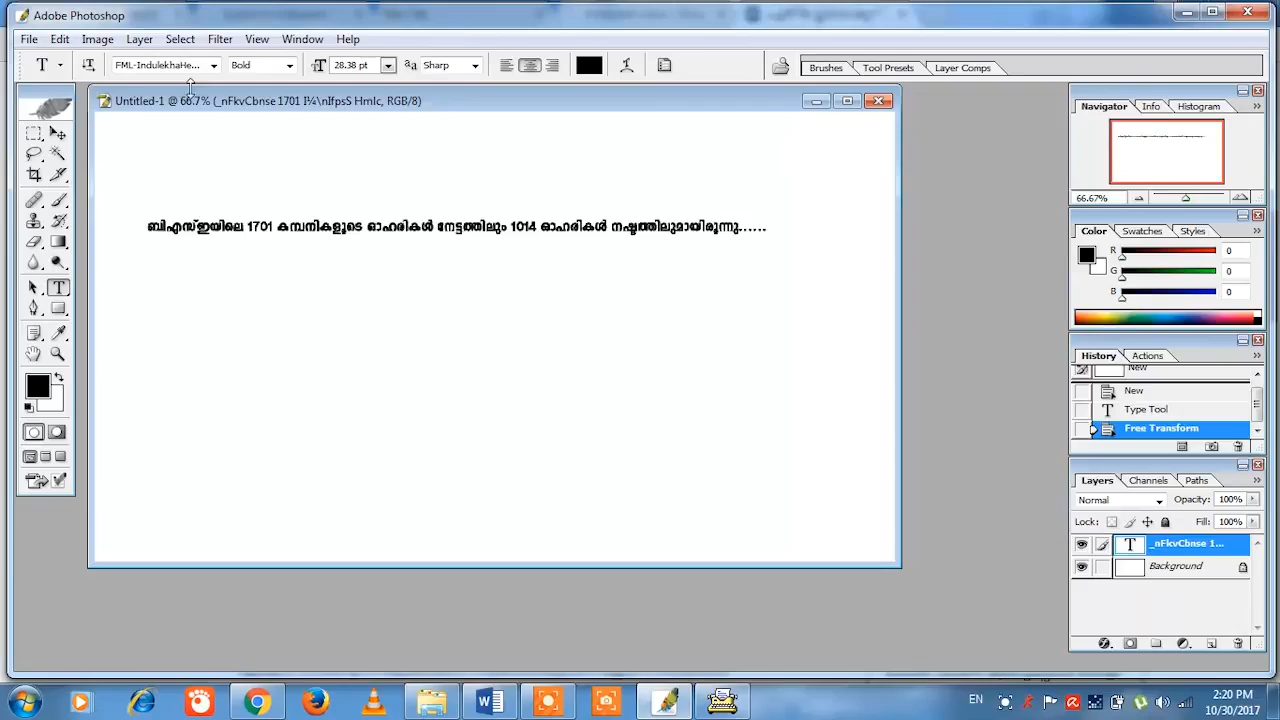 Adobe Photoshop
File Edit Image Layer Select Filter View Window Help
T FML-IndulekhaHe... Bold 28.38 pt Sharp Brushes Tool Presets Layer Comps
Untitled-1 @ 66.7% (_nFkvCbnse 1701 I¼\nIfpsS Hmlc, RGB/8)
ബിഎസ്ഇയിലെ 1701 കമ്പനികളുടെ ഓഹരികൾ നേട്ടത്തിലും 1014 ഓഹരികൾ നഷ്ടത്തിലുമായിരുന്നു......
Navigator Info Histogram
66.67%
Color Swatches Styles
R 0
G 0
B 0
History Actions
New
New
Type Tool
Free Transform
Layers Channels Paths
Normal Opacity: 100%
Lock: Fill: 100%
T _nFkvCbnse 1...
Background
EN
2:20 PM
10/30/2017